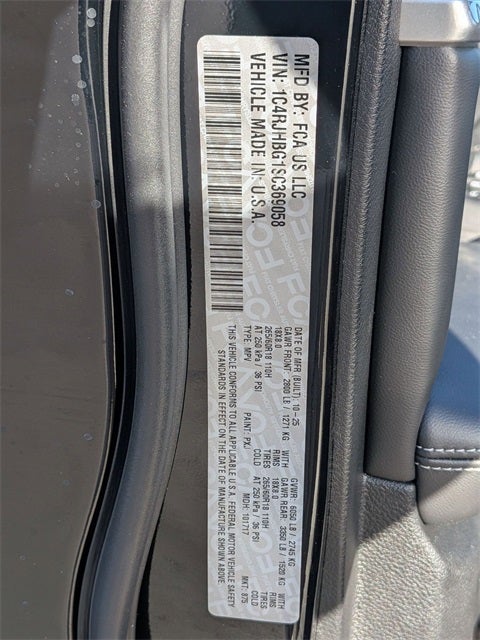 MFD BY: FCA US LLC
VIN: 1C4RJHBG1SC369058
VEHICLE MADE IN: U.S.A.
DATE OF MFR (BUILT): 10-25 GVWR: 6050 LB / 2745 KG
GAWR FRONT: 2800 LB / 1271 KG WITH GAWR REAR: 3350 LB / 1520 KG WITH
18X8.0 RIMS 18X8.0 RIMS
265/60R18 110H TIRES 265/60R18 110H TIRES
AT 250 kPa / 36 PSI COLD AT 250 kPa / 36 PSI COLD
TYPE: MPV PAINT: PXJ MDH: 101717 MKT: 875
THIS VEHICLE CONFORMS TO ALL APPLICABLE U.S.A. FEDERAL MOTOR VEHICLE SAFETY
STANDARDS IN EFFECT ON THE DATE OF MANUFACTURE SHOWN ABOVE.